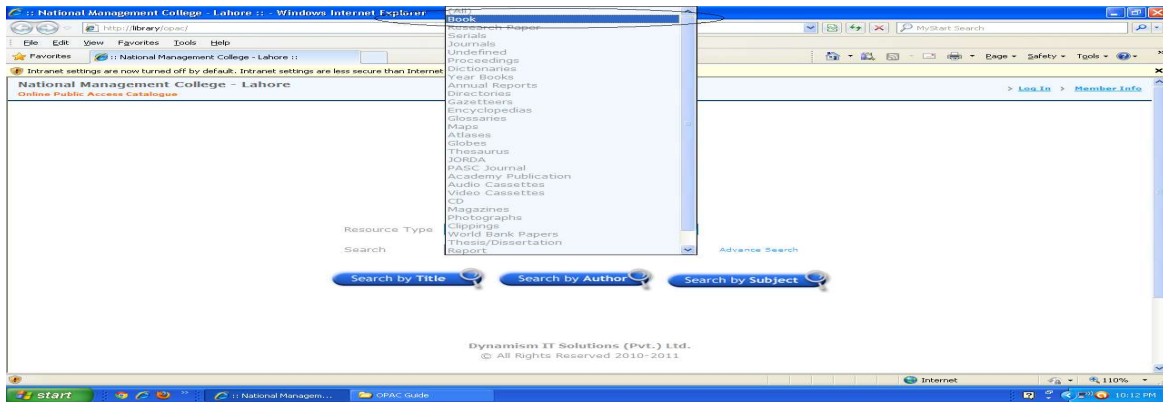 :: National Management College - Lahore :: - Windows Internet Explorer
http://library/opac/
MyStart Search
File Edit View Favorites Tools Help
Favorites :: National Management College - Lahore ::
Page Safety Tools
Intranet settings are now turned off by default. Intranet settings are less secure than Internet
National Management College - Lahore
> Log In > Member Info
Online Public Access Catalogue
(All)
Book
Research Paper
Serials
Journals
Undefined
Proceedings
Dictionaries
Year Books
Annual Reports
Directories
Gazetteers
Encyclopedias
Glossaries
Maps
Atlases
Globes
Thesaurus
JORDA
PASC Journal
Academy Publication
Audio Cassettes
Video Cassettes
CD
Magazines
Photographs
Clippings
World Bank Papers
Thesis/Dissertation
Report
Resource Type
Search
Advance Search
Search by Title Search by Author Search by Subject
Dynamism IT Solutions (Pvt.) Ltd.
© All Rights Reserved 2010-2011
Internet 110%
start :: National Managem... OPAC Guide 10:12 PM